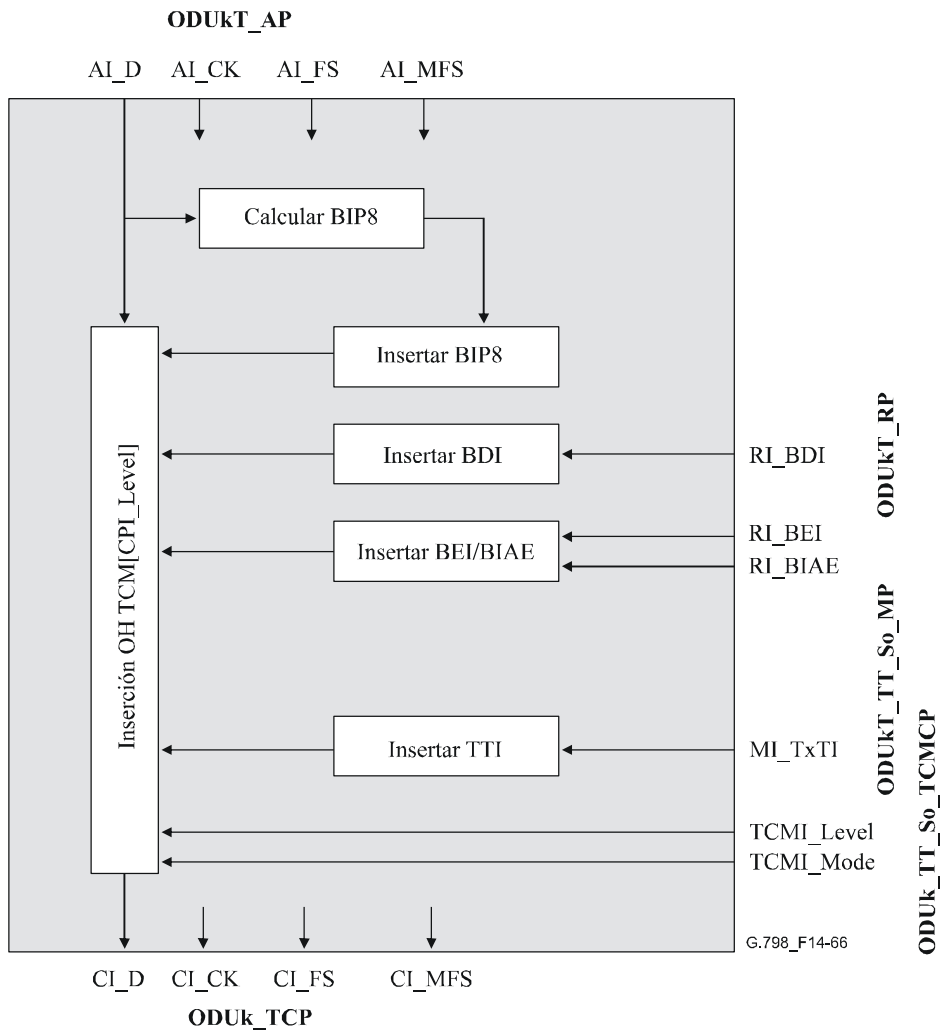 ODUkT_AP
AI_D AI_CK AI_FS AI_MFS
Calcular BIP8
Insertar BIP8
Insertar BDI
RI_BDI
ODUkT_RP
Insertar BEI/BIAE
RI_BEI
RI_BIAE
Inserción OH TCM[CPI_Level]
Insertar TTI
MI_TxTI
ODUkT_TT_So_MP
TCMI_Level
TCMI_Mode
ODUk_TT_So_TCMCP
G.798_F14-66
CI_D CI_CK CI_FS CI_MFS
ODUk_TCP